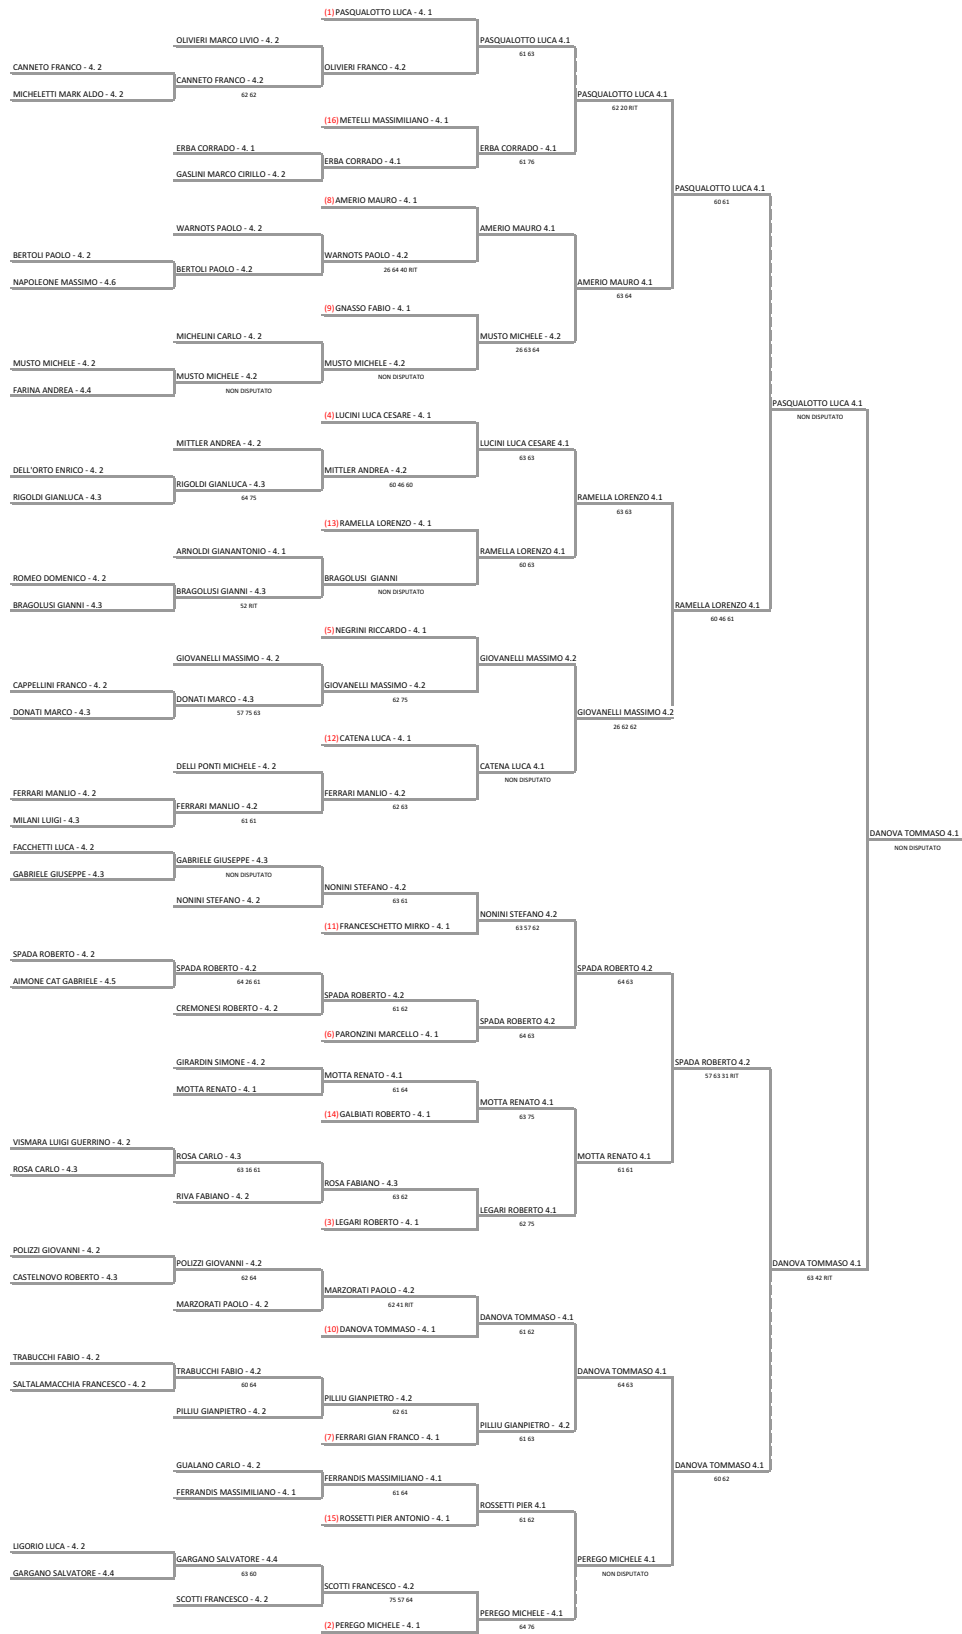 (1) PASQUALOTTO LUCA - 4. 1
OLIVIERI MARCO LIVIO - 4. 2
PASQUALOTTO LUCA 4.1
61 63
CANNETO FRANCO - 4. 2
OLIVIERI FRANCO - 4.2
CANNETO FRANCO - 4.2
62 62
MICHELETTI MARK ALDO - 4. 2
PASQUALOTTO LUCA 4.1
62 20 RIT
(16) METELLI MASSIMILIANO - 4. 1
ERBA CORRADO - 4. 1
ERBA CORRADO - 4.1
61 76
ERBA CORRADO - 4.1
GASLINI MARCO CIRILLO - 4. 2
PASQUALOTTO LUCA 4.1
60 61
(8) AMERIO MAURO - 4. 1
WARNOTS PAOLO - 4. 2
AMERIO MAURO 4.1
BERTOLI PAOLO - 4. 2
WARNOTS PAOLO - 4.2
26 64 40 RIT
BERTOLI PAOLO - 4.2
NAPOLEONE MASSIMO - 4.6
AMERIO MAURO 4.1
63 64
(9) GNASSO FABIO - 4. 1
MICHELINI CARLO - 4. 2
MUSTO MICHELE - 4.2
26 63 64
MUSTO MICHELE - 4. 2
MUSTO MICHELE - 4.2
NON DISPUTATO
MUSTO MICHELE - 4.2
NON DISPUTATO
FARINA ANDREA - 4.4
PASQUALOTTO LUCA 4.1
NON DISPUTATO
(4) LUCINI LUCA CESARE - 4. 1
MITTLER ANDREA - 4. 2
LUCINI LUCA CESARE 4.1
63 63
DELL'ORTO ENRICO - 4. 2
MITTLER ANDREA - 4.2
60 46 60
RIGOLDI GIANLUCA - 4.3
64 75
RIGOLDI GIANLUCA - 4.3
RAMELLA LORENZO 4.1
63 63
(13) RAMELLA LORENZO - 4. 1
ARNOLDI GIANANTONIO - 4. 1
RAMELLA LORENZO 4.1
60 63
ROMEO DOMENICO - 4. 2
BRAGOLUSI GIANNI
NON DISPUTATO
BRAGOLUSI GIANNI - 4.3
52 RIT
BRAGOLUSI GIANNI - 4.3
RAMELLA LORENZO 4.1
60 46 61
(5) NEGRINI RICCARDO - 4. 1
GIOVANELLI MASSIMO - 4. 2
GIOVANELLI MASSIMO 4.2
CAPPELLINI FRANCO - 4. 2
GIOVANELLI MASSIMO - 4.2
62 75
DONATI MARCO - 4.3
57 75 63
DONATI MARCO - 4.3
GIOVANELLI MASSIMO 4.2
26 62 62
(12) CATENA LUCA - 4. 1
DELLI PONTI MICHELE - 4. 2
CATENA LUCA 4.1
NON DISPUTATO
FERRARI MANLIO - 4. 2
FERRARI MANLIO - 4.2
62 63
FERRARI MANLIO - 4.2
61 61
MILANI LUIGI - 4.3
DANOVA TOMMASO 4.1
NON DISPUTATO
FACCHETTI LUCA - 4. 2
GABRIELE GIUSEPPE - 4.3
NON DISPUTATO
GABRIELE GIUSEPPE - 4.3
NONINI STEFANO - 4.2
63 61
NONINI STEFANO - 4. 2
NONINI STEFANO 4.2
63 57 62
(11) FRANCESCHETTO MIRKO - 4. 1
SPADA ROBERTO - 4. 2
SPADA ROBERTO - 4.2
64 26 61
SPADA ROBERTO 4.2
64 63
AIMONE CAT GABRIELE - 4.5
SPADA ROBERTO - 4.2
61 62
CREMONESI ROBERTO - 4. 2
SPADA ROBERTO 4.2
64 63
(6) PARONZINI MARCELLO - 4. 1
GIRARDIN SIMONE - 4. 2
SPADA ROBERTO 4.2
57 63 31 RIT
MOTTA RENATO - 4.1
61 64
MOTTA RENATO - 4. 1
MOTTA RENATO 4.1
63 75
(14) GALBIATI ROBERTO - 4. 1
VISMARA LUIGI GUERRINO - 4. 2
ROSA CARLO - 4.3
63 16 61
MOTTA RENATO 4.1
61 61
ROSA CARLO - 4.3
ROSA FABIANO - 4.3
63 62
RIVA FABIANO - 4. 2
LEGARI ROBERTO 4.1
62 75
(3) LEGARI ROBERTO - 4. 1
POLIZZI GIOVANNI - 4. 2
POLIZZI GIOVANNI - 4.2
62 64
DANOVA TOMMASO 4.1
63 42 RIT
CASTELNOVO ROBERTO - 4.3
MARZORATI PAOLO - 4.2
62 41 RIT
MARZORATI PAOLO - 4. 2
DANOVA TOMMASO - 4.1
61 62
(10) DANOVA TOMMASO - 4. 1
TRABUCCHI FABIO - 4. 2
TRABUCCHI FABIO - 4.2
60 64
DANOVA TOMMASO 4.1
64 63
SALTALAMACCHIA FRANCESCO - 4. 2
PILLIU GIANPIETRO - 4.2
62 61
PILLIU GIANPIETRO - 4. 2
PILLIU GIANPIETRO - 4.2
61 63
(7) FERRARI GIAN FRANCO - 4. 1
GUALANO CARLO - 4. 2
DANOVA TOMMASO 4.1
60 62
FERRANDIS MASSIMILIANO - 4.1
61 64
FERRANDIS MASSIMILIANO - 4. 1
ROSSETTI PIER 4.1
61 62
(15) ROSSETTI PIER ANTONIO - 4. 1
LIGORIO LUCA - 4. 2
GARGANO SALVATORE - 4.4
63 60
PEREGO MICHELE 4.1
NON DISPUTATO
GARGANO SALVATORE - 4.4
SCOTTI FRANCESCO - 4.2
75 57 64
SCOTTI FRANCESCO - 4. 2
PEREGO MICHELE - 4.1
64 76
(2) PEREGO MICHELE - 4. 1